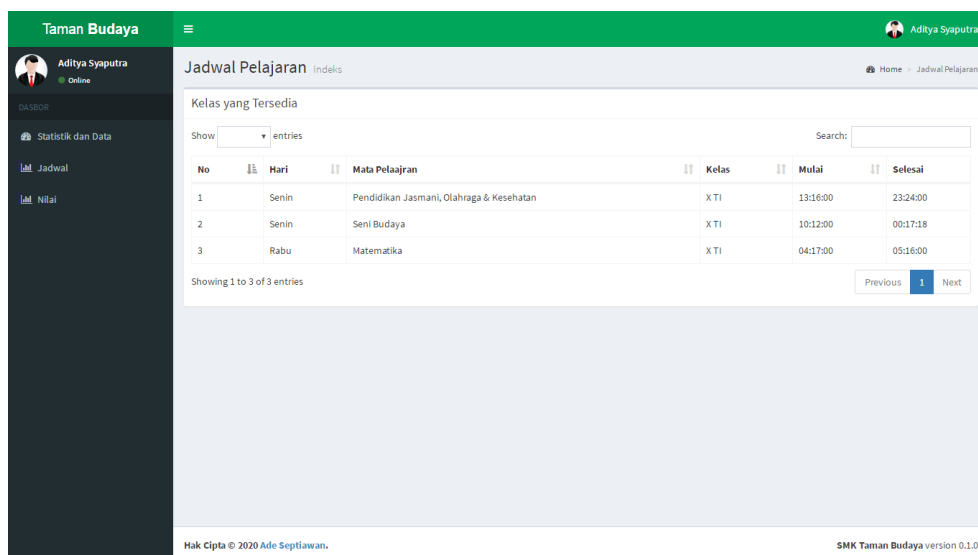 Taman Budaya
Aditya Syaputra
Aditya Syaputra
Online
DASBOR
Statistik dan Data
Jadwal
Nilai
Jadwal Pelajaran Indeks
Home > Jadwal Pelajaran
Kelas yang Tersedia
Show entries
Search:
No Hari Mata Pelaajran Kelas Mulai Selesai
1 Senin Pendidikan Jasmani, Olahraga & Kesehatan X TI 13:16:00 23:24:00
2 Senin Seni Budaya X TI 10:12:00 00:17:18
3 Rabu Matematika X TI 04:17:00 05:16:00
Showing 1 to 3 of 3 entries
Previous 1 Next
Hak Cipta © 2020 Ade Septiawan.
SMK Taman Budaya version 0.1.0